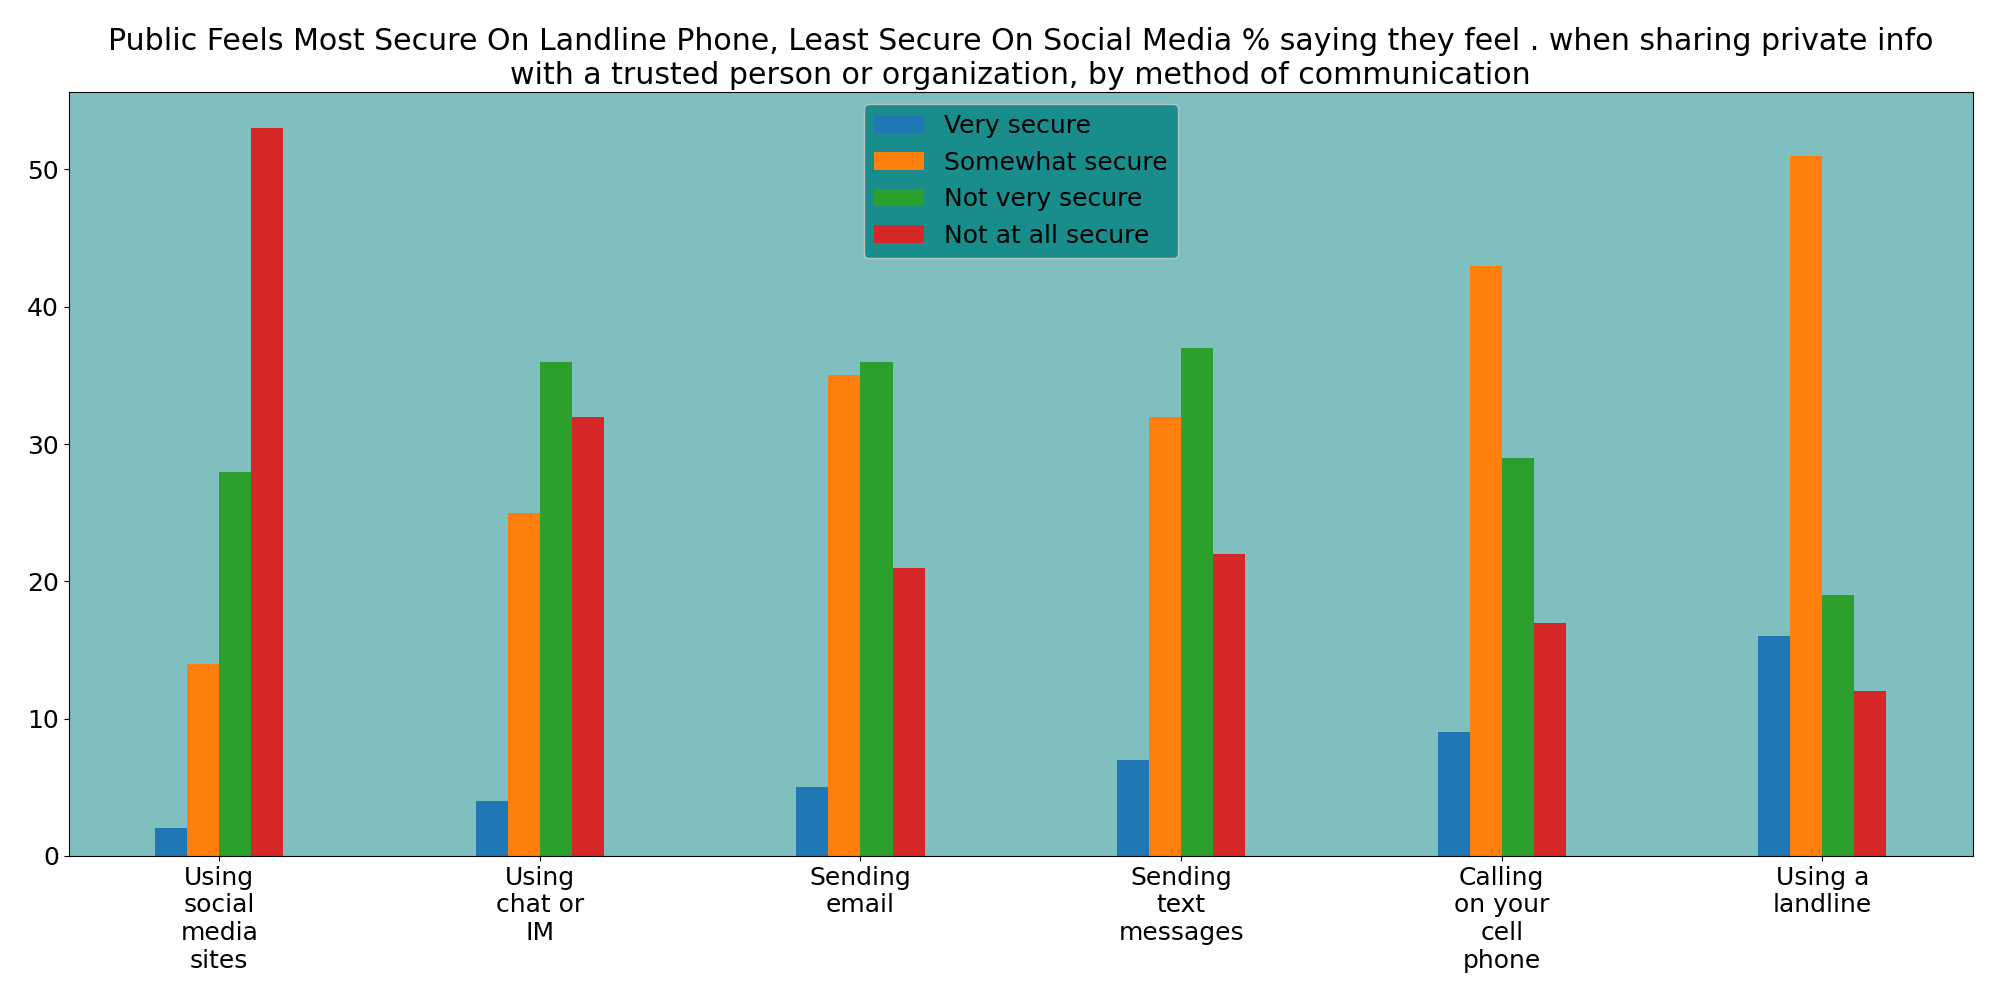 Public Feels Most Secure On Landline Phone, Least Secure On Social Media % saying they feel . when sharing private info
with a trusted person or organization, by method of communication
Very secure
Somewhat secure
Not very secure
Not at all secure
50
40
30
20
10
0
Using
social
media
sites
Using
chat or
IM
Sending
email
Sending
text
messages
Calling
on your
cell
phone
Using a
landline